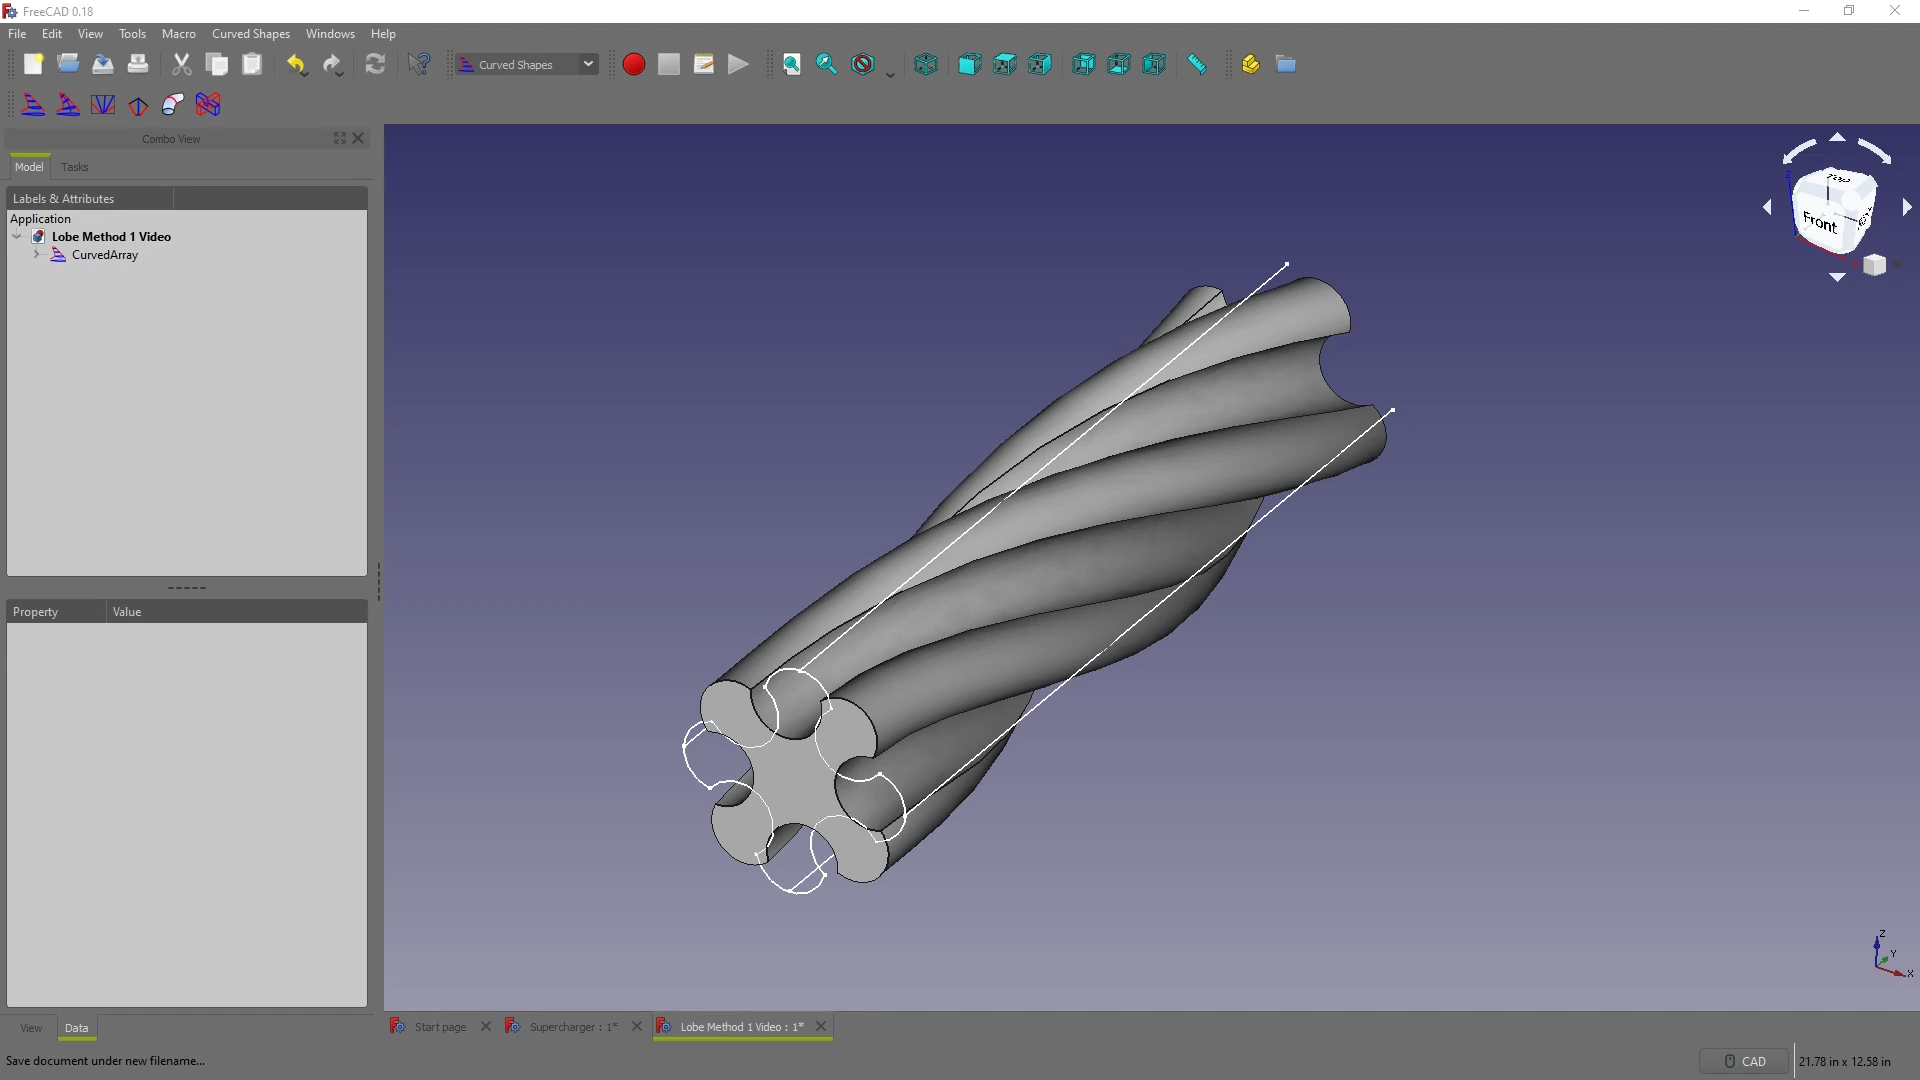 FreeCAD 0.18
File Edit View Tools Macro Curved Shapes Windows Help
Curved Shapes
Combo View
Model Tasks
Labels & Attributes
Application
Lobe Method 1 Video
CurvedArray
Property Value
View Data
Top
Front
Z
Z
Y
X
Start page Supercharger : 1* Lobe Method 1 Video : 1*
Save document under new filename...
CAD 21.78 in x 12.58 in